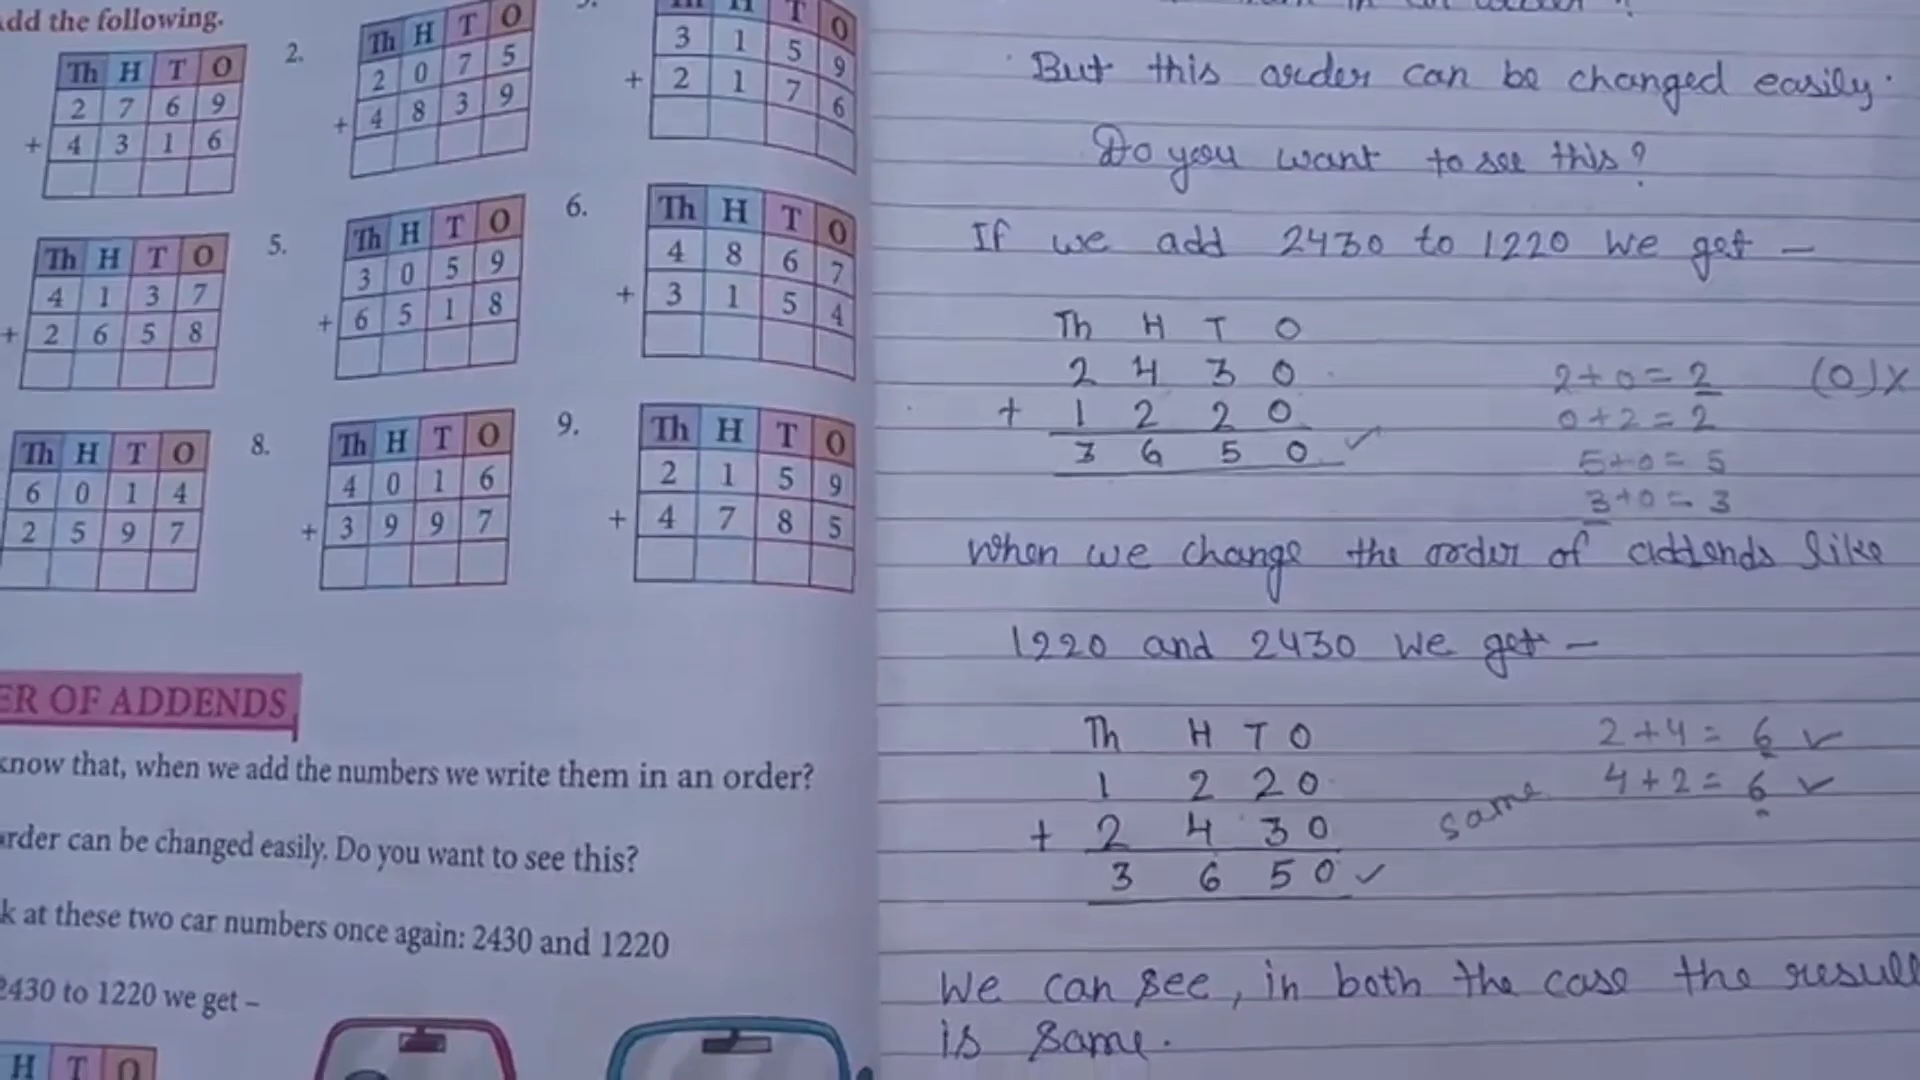 dd the following.
Th H T O
2 7 6 9
+ 4 3 1 6
2.
Th H T O
2 0 7 5
+ 4 8 3 9
Th H T O
3 1 5 9
+ 2 1 7 6
Th H T O
4 1 3 7
+ 2 6 5 8
5.
Th H T O
3 0 5 9
+ 6 5 1 8
6.
Th H T O
4 8 6 7
+ 3 1 5 4
Th H T O
6 0 1 4
2 5 9 7
8.
Th H T O
4 0 1 6
+ 3 9 9 7
9.
Th H T O
2 1 5 9
+ 4 7 8 5
ER OF ADDENDS
know that, when we add the numbers we write them in an order?
rder can be changed easily. Do you want to see this?
k at these two car numbers once again: 2430 and 1220
2430 to 1220 we get –
H T O
But this order can be changed easily.
Do you want to see this?
If we add 2430 to 1220 we get –
Th H T O
2 4 3 0
+ 1 2 2 0
3 6 5 0 ✓
2+0=2 (0)x
0+2=2
5+0=5
3+0=3
When we change the order of addends like
1220 and 2430 we get –
Th H T O
1 2 2 0
+ 2 4 3 0
3 6 5 0 ✓
same
2+4=6 ✓
4+2=6 ✓
We can see, in both the case the result
is same.